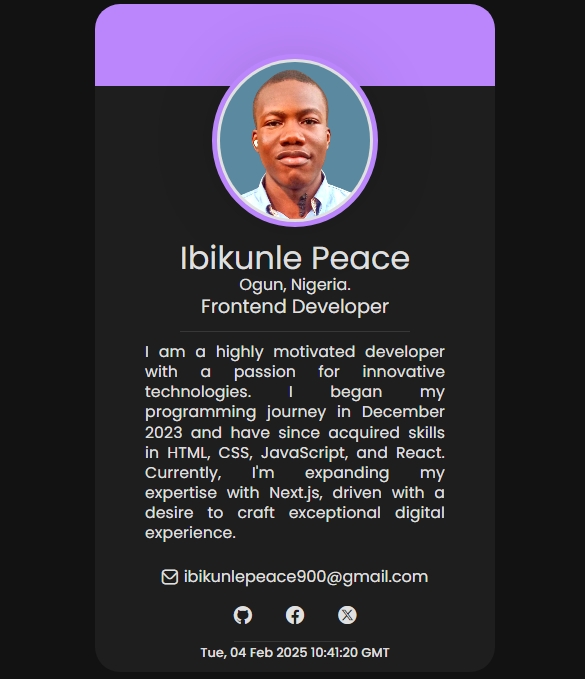 Ibikunle Peace
Ogun, Nigeria.
Frontend Developer
I am a highly motivated developer
with a passion for innovative
technologies. I began my
programming journey in December
2023 and have since acquired skills
in HTML, CSS, JavaScript, and React.
Currently, I'm expanding my
expertise with Next.js, driven with a
desire to craft exceptional digital
experience.
ibikunlepeace900@gmail.com
Tue, 04 Feb 2025 10:41:20 GMT